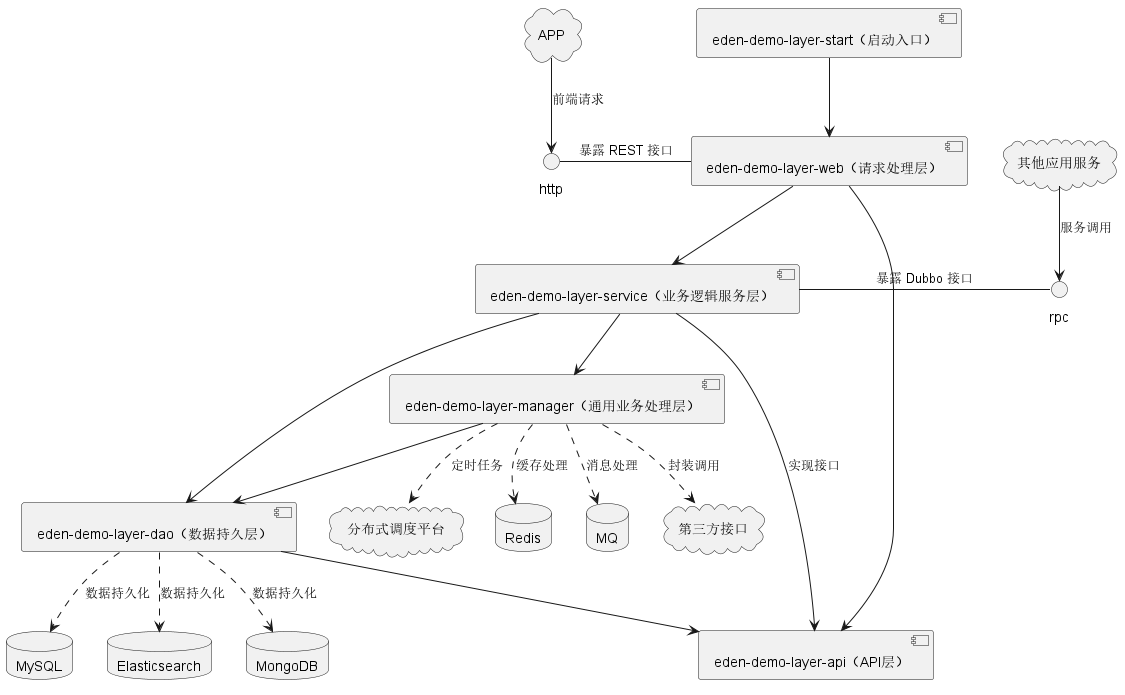 APP
eden-demo-layer-start（启动入口）
前端请求
暴露 REST 接口
http
eden-demo-layer-web（请求处理层）
其他应用服务
服务调用
eden-demo-layer-service（业务逻辑服务层）
暴露 Dubbo 接口
rpc
eden-demo-layer-manager（通用业务处理层）
定时任务
缓存处理
消息处理
封装调用
实现接口
eden-demo-layer-dao（数据持久层）
分布式调度平台
Redis
MQ
第三方接口
数据持久化
数据持久化
数据持久化
MySQL
Elasticsearch
MongoDB
eden-demo-layer-api（API层）